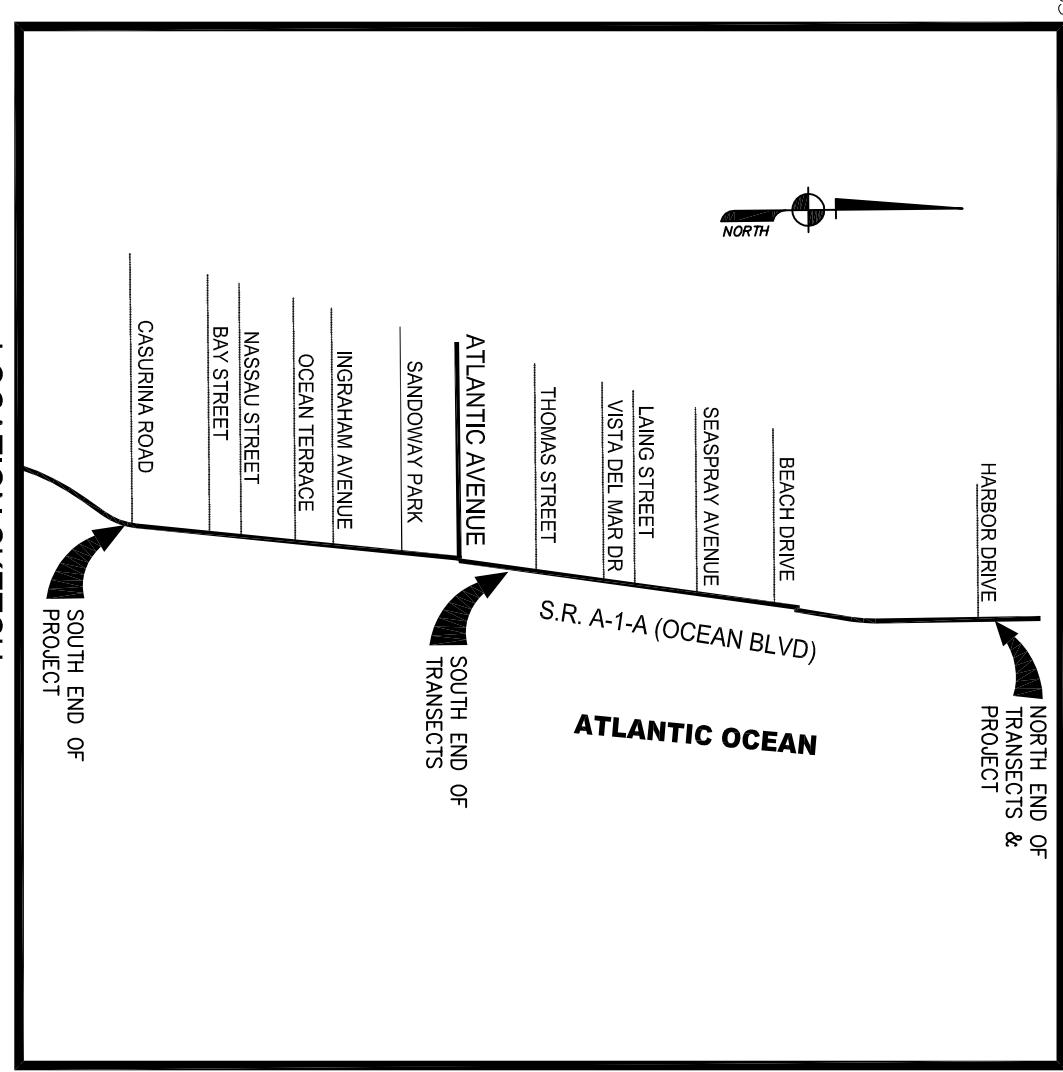 NORTH
CASURINA ROAD
BAY STREET
NASSAU STREET
OCEAN TERRACE
INGRAHAM AVENUE
SANDOWAY PARK
ATLANTIC AVENUE
THOMAS STREET
VISTA DEL MAR DR
LAING STREET
SEASPRAY AVENUE
BEACH DRIVE
HARBOR DRIVE
S.R. A-1-A (OCEAN BLVD)
ATLANTIC OCEAN
SOUTH END OF
PROJECT
SOUTH END OF
TRANSECTS
NORTH END OF
TRANSECTS &
PROJECT